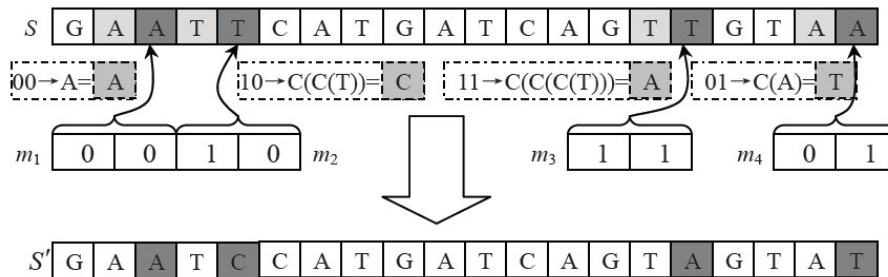 S G A A T T C A T G A T C A G T T G T A A
00→A= A 10→C(C(T))= C 11→C(C(C(T)))= A 01→C(A)= T
m1 0 0 1 0 m2 m3 1 1 m4 0 1
S' G A A T C C A T G A T C A G T A G T A T